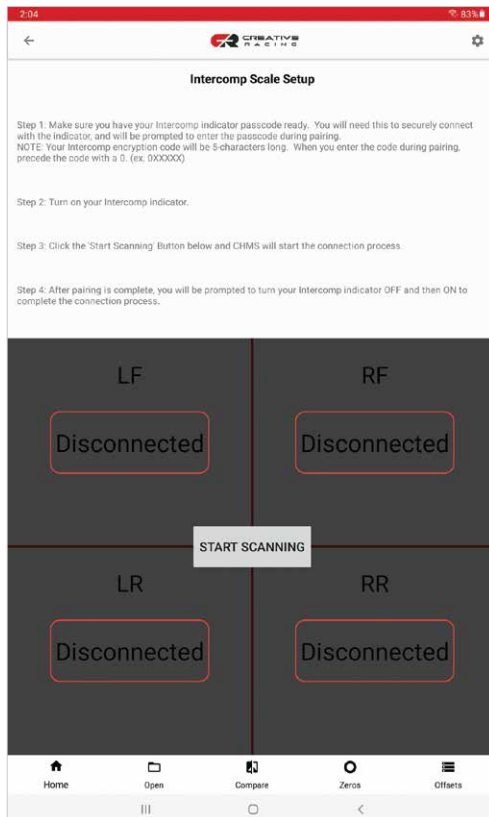 2:04
83%
CREATIVE
RACING
Intercomp Scale Setup
Step 1: Make sure you have your Intercomp indicator passcode ready. You will need this to securely connect
with the indicator, and will be prompted to enter the passcode during pairing.
NOTE: Your Intercomp encryption code will be 5-characters long. When you enter the code during pairing,
precede the code with a 0. (ex. 0XXXXX)
Step 2: Turn on your Intercomp indicator.
Step 3: Click the 'Start Scanning' Button below and CHMS will start the connection process.
Step 4: After pairing is complete, you will be prompted to turn your Intercomp indicator OFF and then ON to
complete the connection process.
LF RF
Disconnected Disconnected
START SCANNING
LR RR
Disconnected Disconnected
Home Open Compare Zeros Offsets